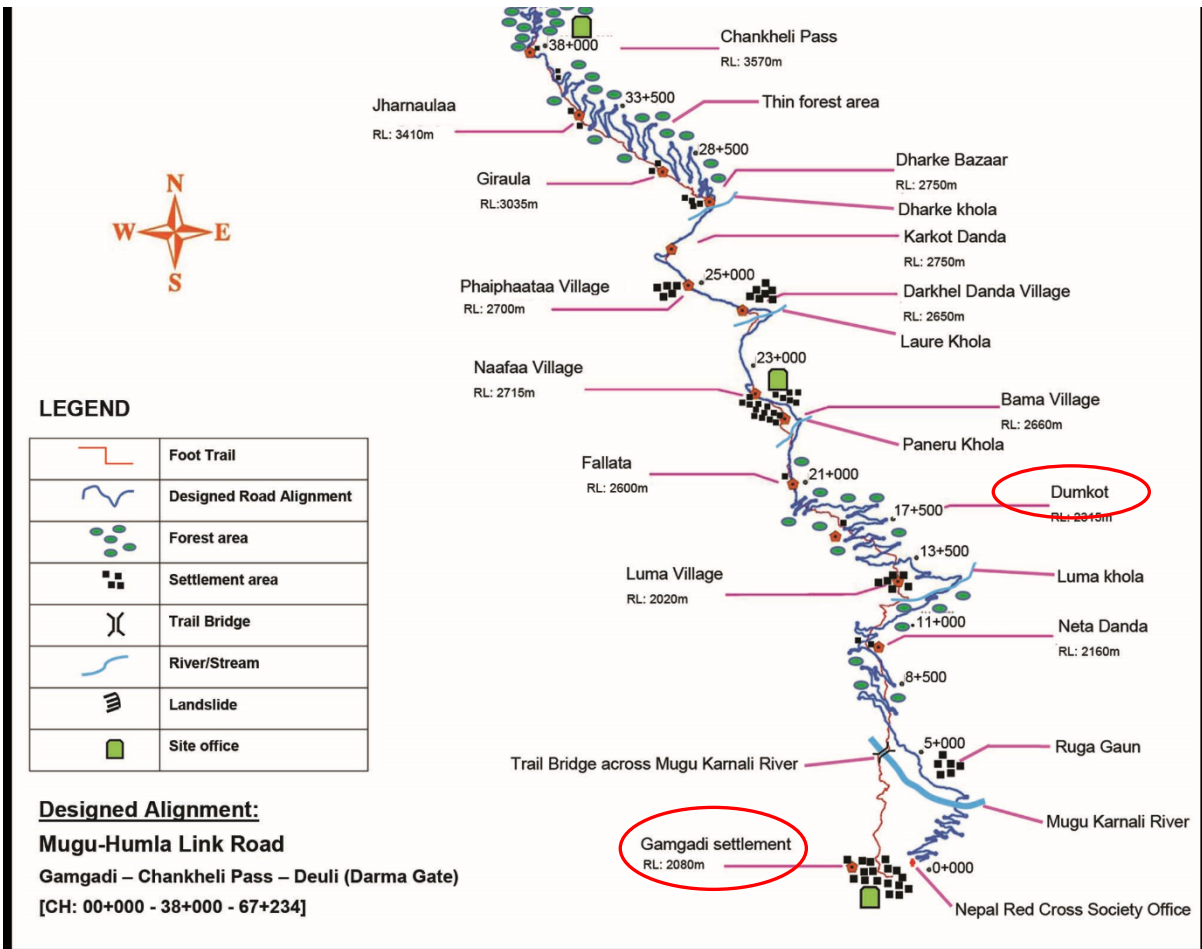 38+000
Chankheli Pass
RL: 3570m
33+500
Thin forest area
Jharnaulaa
RL: 3410m
28+500
Dharke Bazaar
RL: 2750m
Giraula
RL:3035m
Dharke khola
Karkot Danda
RL: 2750m
N
W
E
S
25+000
Phaiphaataa Village
RL: 2700m
Darkhel Danda Village
RL: 2650m
Laure Khola
23+000
Naafaa Village
RL: 2715m
Bama Village
RL: 2660m
Paneru Khola
Fallata
RL: 2600m
21+000
17+500
Dumkot
RL: 2315m
13+500
Luma Village
RL: 2020m
Luma khola
11+000
Neta Danda
RL: 2160m
8+500
5+000
Ruga Gaun
Trail Bridge across Mugu Karnali River
Mugu Karnali River
Gamgadi settlement
RL: 2080m
0+000
Nepal Red Cross Society Office
LEGEND
Foot Trail
Designed Road Alignment
Forest area
Settlement area
Trail Bridge
River/Stream
Landslide
Site office
Designed Alignment:
Mugu-Humla Link Road
Gamgadi – Chankheli Pass – Deuli (Darma Gate)
[CH: 00+000 - 38+000 - 67+234]